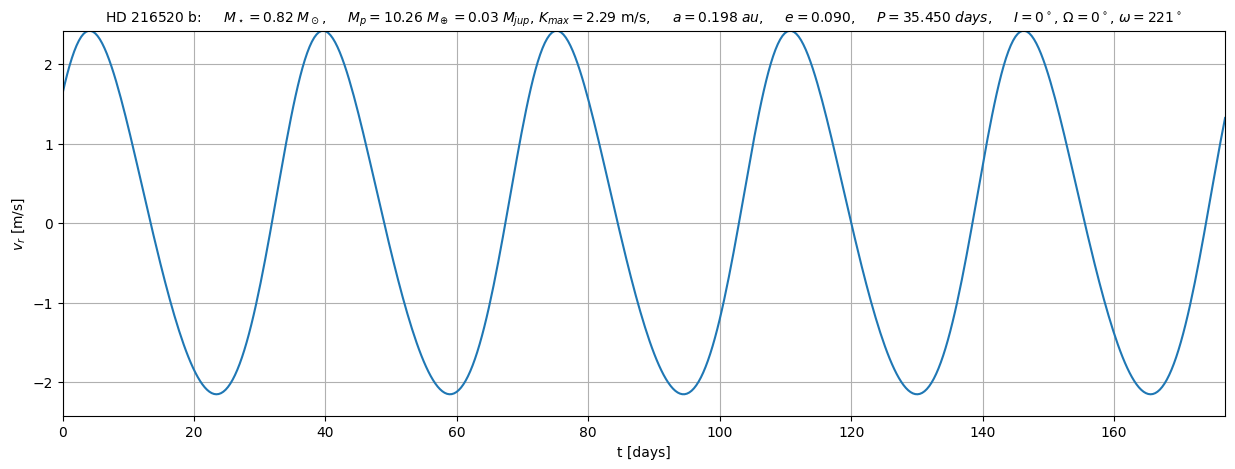 HD 216520 b: M⋆ = 0.82 M⊙, Mp = 10.26 M⊕ = 0.03 Mjup, Kmax = 2.29 m/s, a = 0.198 au, e = 0.090, P = 35.450 days, I = 0°, Ω = 0°, ω = 221°
2
1
0
−1
−2
vr [m/s]
0 20 40 60 80 100 120 140 160
t [days]